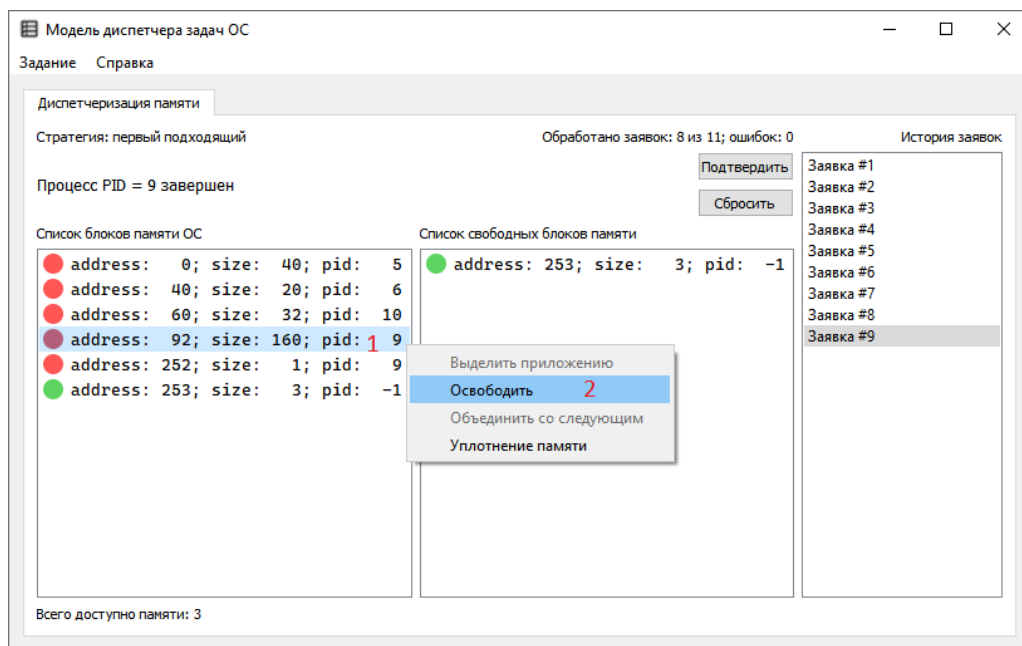 Модель диспетчера задач ОС
Задание Справка
Диспетчеризация памяти
Стратегия: первый подходящий
Обработано заявок: 8 из 11; ошибок: 0
История заявок
Процесс PID = 9 завершен
Подтвердить
Сбросить
Список блоков памяти ОС
address: 0; size: 40; pid: 5
address: 40; size: 20; pid: 6
address: 60; size: 32; pid: 10
address: 92; size: 160; pid: 9
address: 252; size: 1; pid: 9
address: 253; size: 3; pid: -1
1
Список свободных блоков памяти
address: 253; size: 3; pid: -1
Выделить приложению
Освободить 2
Объединить со следующим
Уплотнение памяти
Заявка #1
Заявка #2
Заявка #3
Заявка #4
Заявка #5
Заявка #6
Заявка #7
Заявка #8
Заявка #9
Всего доступно памяти: 3